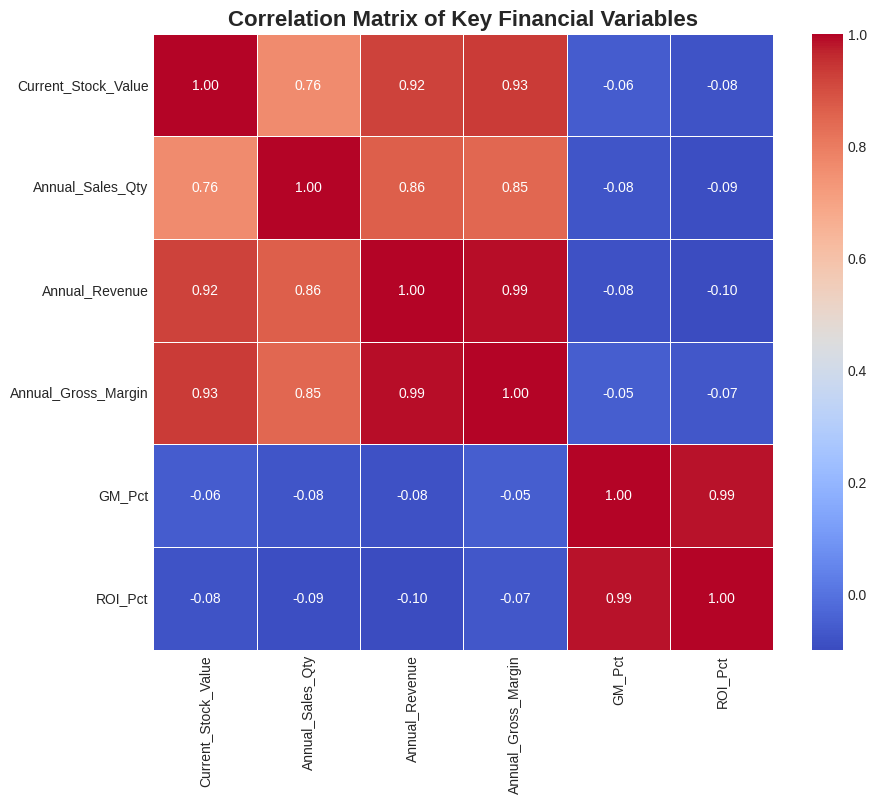 Correlation Matrix of Key Financial Variables
Current_Stock_Value 1.00 0.76 0.92 0.93 -0.06 -0.08
Annual_Sales_Qty 0.76 1.00 0.86 0.85 -0.08 -0.09
Annual_Revenue 0.92 0.86 1.00 0.99 -0.08 -0.10
Annual_Gross_Margin 0.93 0.85 0.99 1.00 -0.05 -0.07
GM_Pct -0.06 -0.08 -0.08 -0.05 1.00 0.99
ROI_Pct -0.08 -0.09 -0.10 -0.07 0.99 1.00
Current_Stock_Value
Annual_Sales_Qty
Annual_Revenue
Annual_Gross_Margin
GM_Pct
ROI_Pct
1.0
0.8
0.6
0.4
0.2
0.0